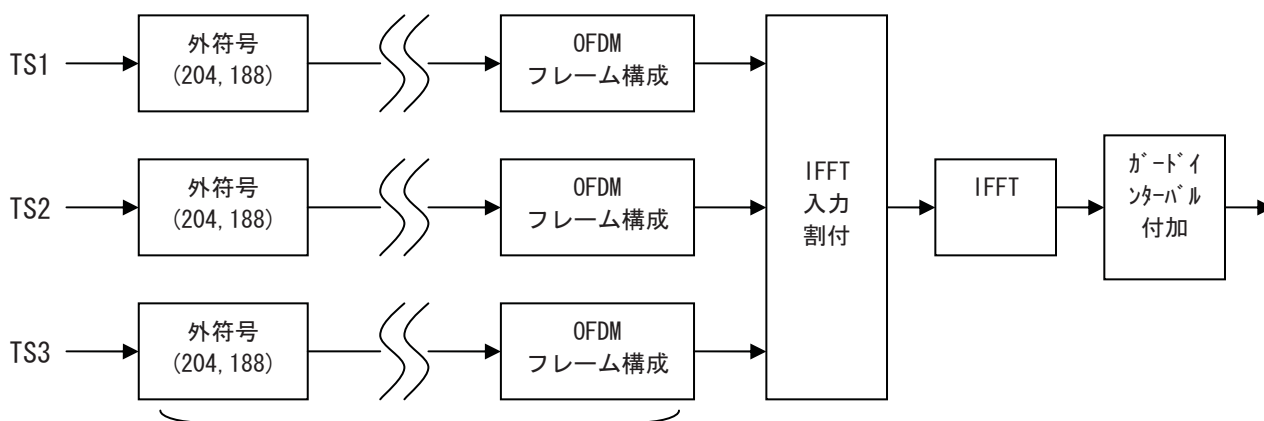 TS1
外符号
(204,188)
OFDM
フレーム構成
TS2
外符号
(204,188)
OFDM
フレーム構成
TS3
外符号
(204,188)
OFDM
フレーム構成
IFFT
入力
割付
IFFT
ｶﾞｰﾄﾞｲ
ﾝﾀｰﾊﾞﾙ
付加